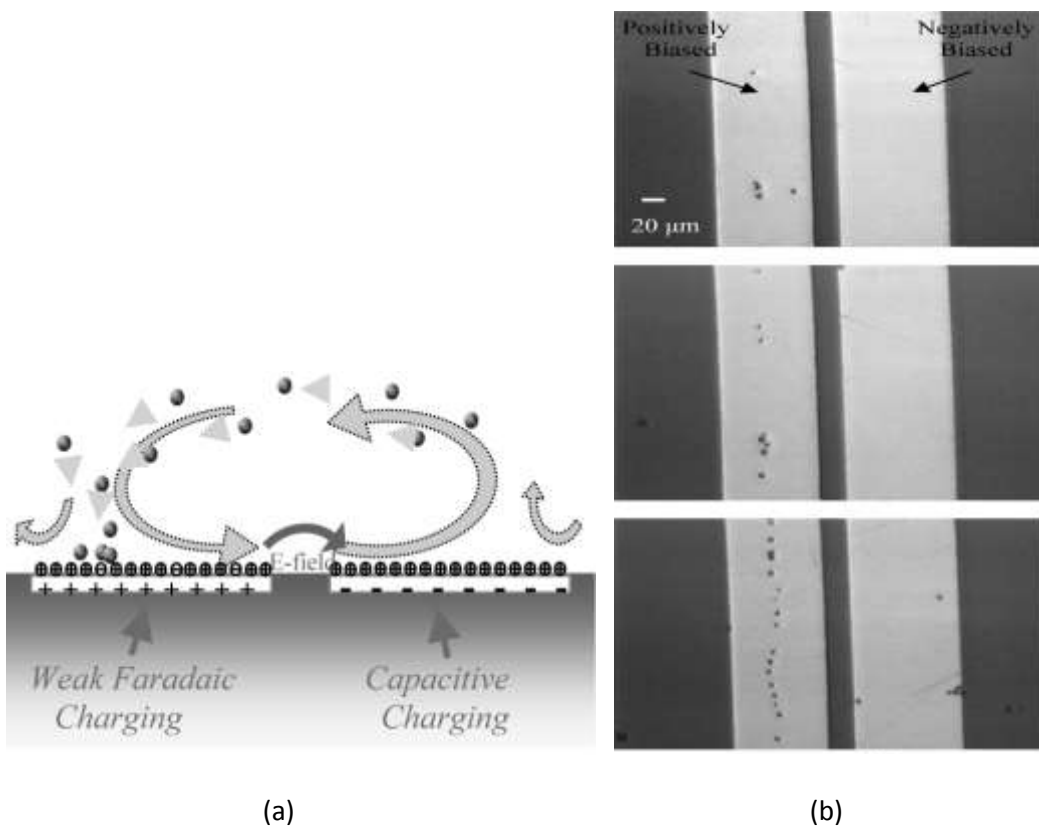 Positively
Biased
Negatively
Biased
20 μm
E-field
Weak Faradaic
Charging
Capacitive
Charging
(a)
(b)